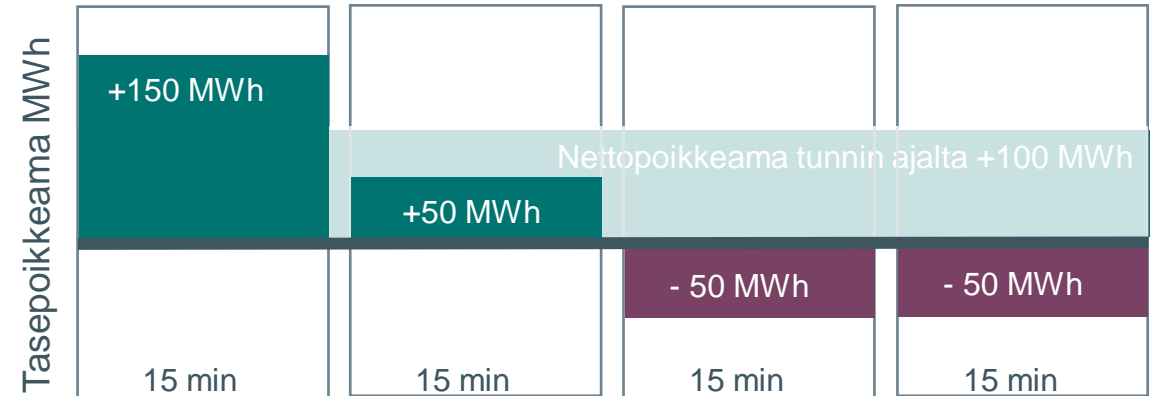 Tasepoikkeama MWh
+150 MWh
Nettopoikkeama tunnin ajalta +100 MWh
+50 MWh
- 50 MWh
- 50 MWh
15 min
15 min
15 min
15 min